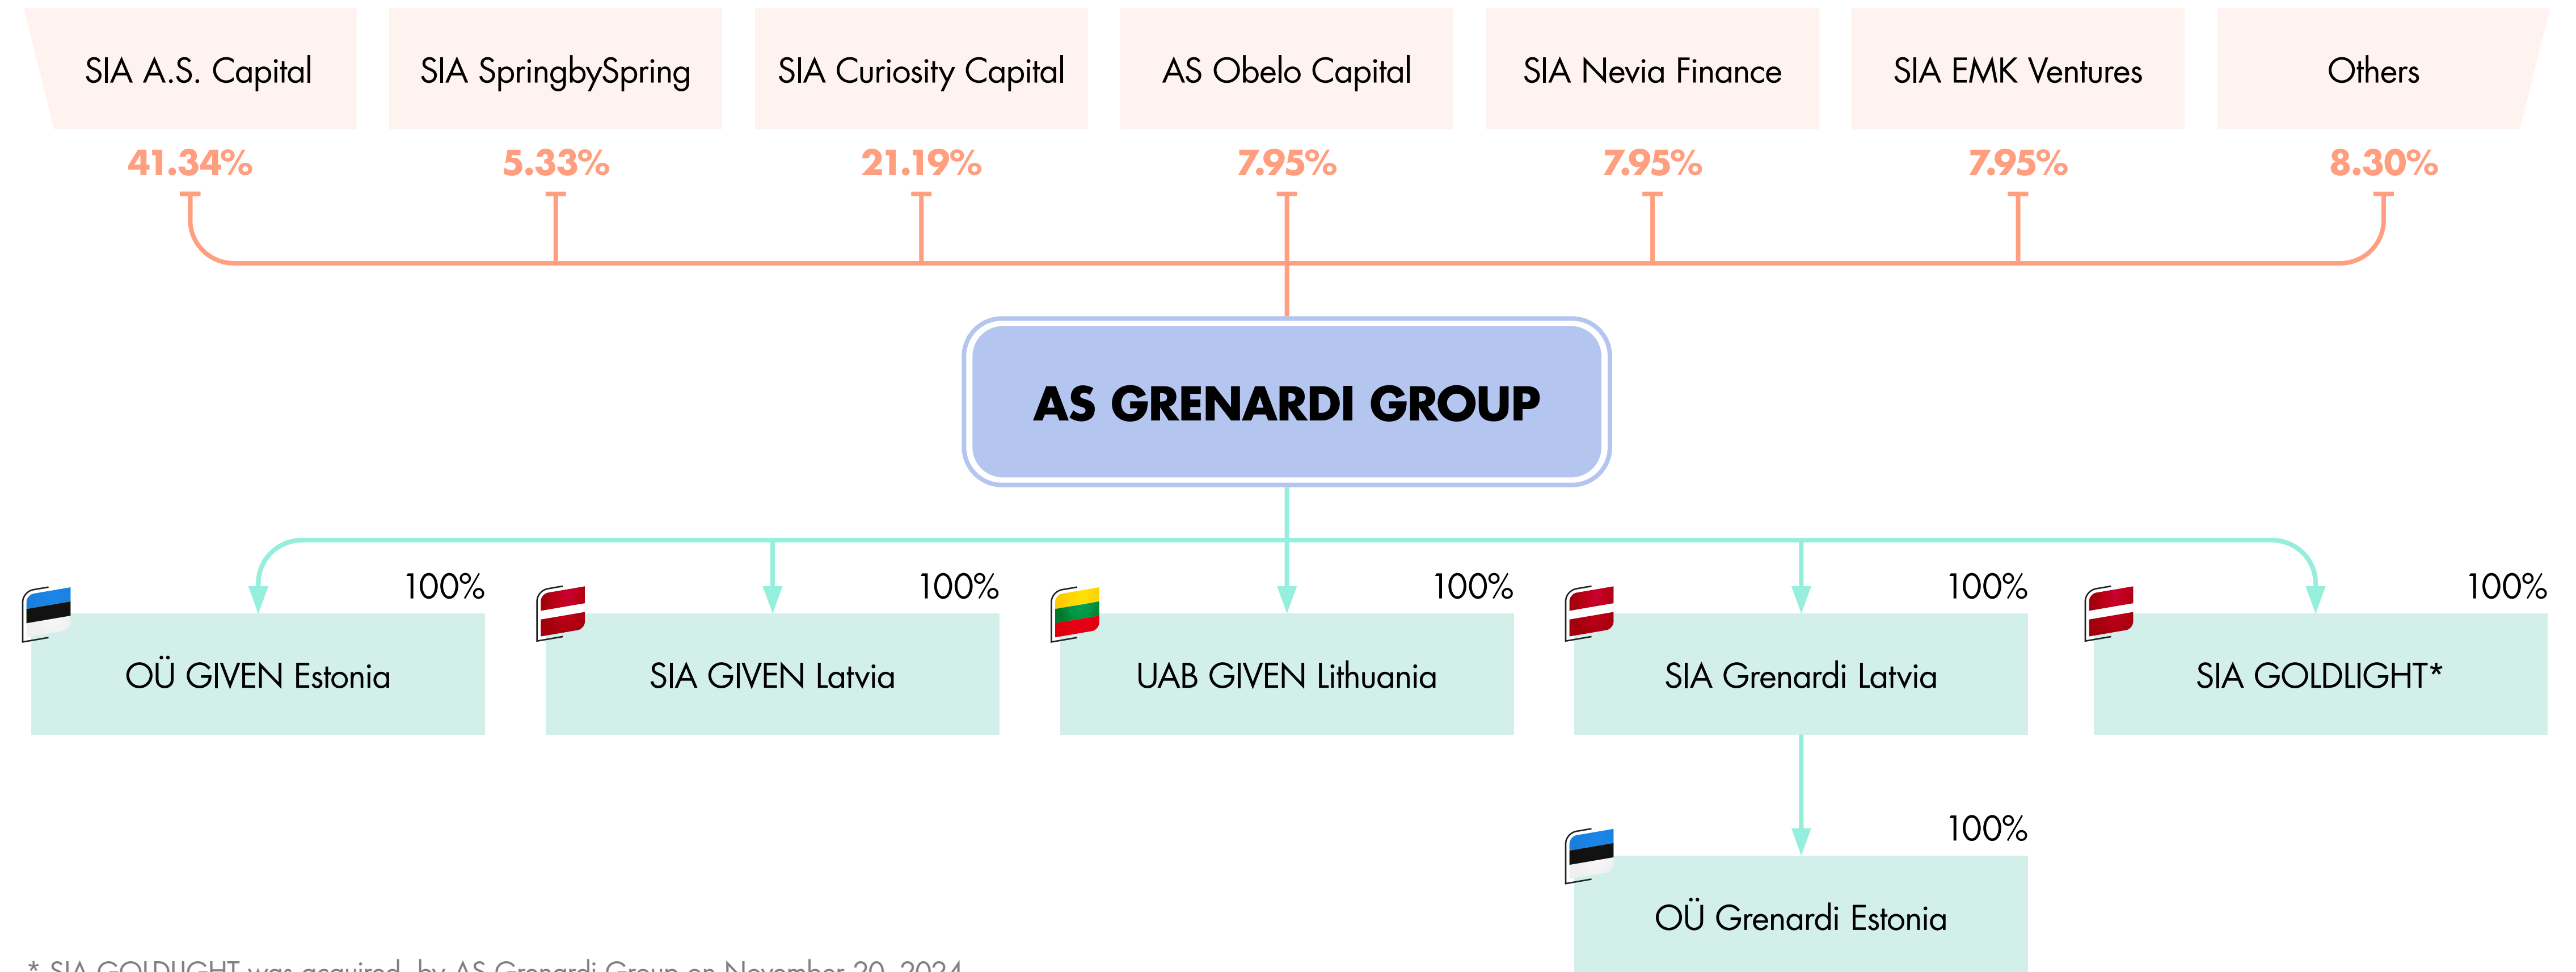 SIA A.S. Capital
SIA SpringbySpring
SIA Curiosity Capital
AS Obelo Capital
SIA Nevia Finance
SIA EMK Ventures
Others
41.34%
5.33%
21.19%
7.95%
7.95%
7.95%
8.30%
AS GRENARDI GROUP
100%
100%
100%
100%
100%
OÜ GIVEN Estonia
SIA GIVEN Latvia
UAB GIVEN Lithuania
SIA Grenardi Latvia
SIA GOLDLIGHT*
100%
OÜ Grenardi Estonia
* SIA GOLDLIGHT was acquired by AS Grenardi Group on November 20, 2024